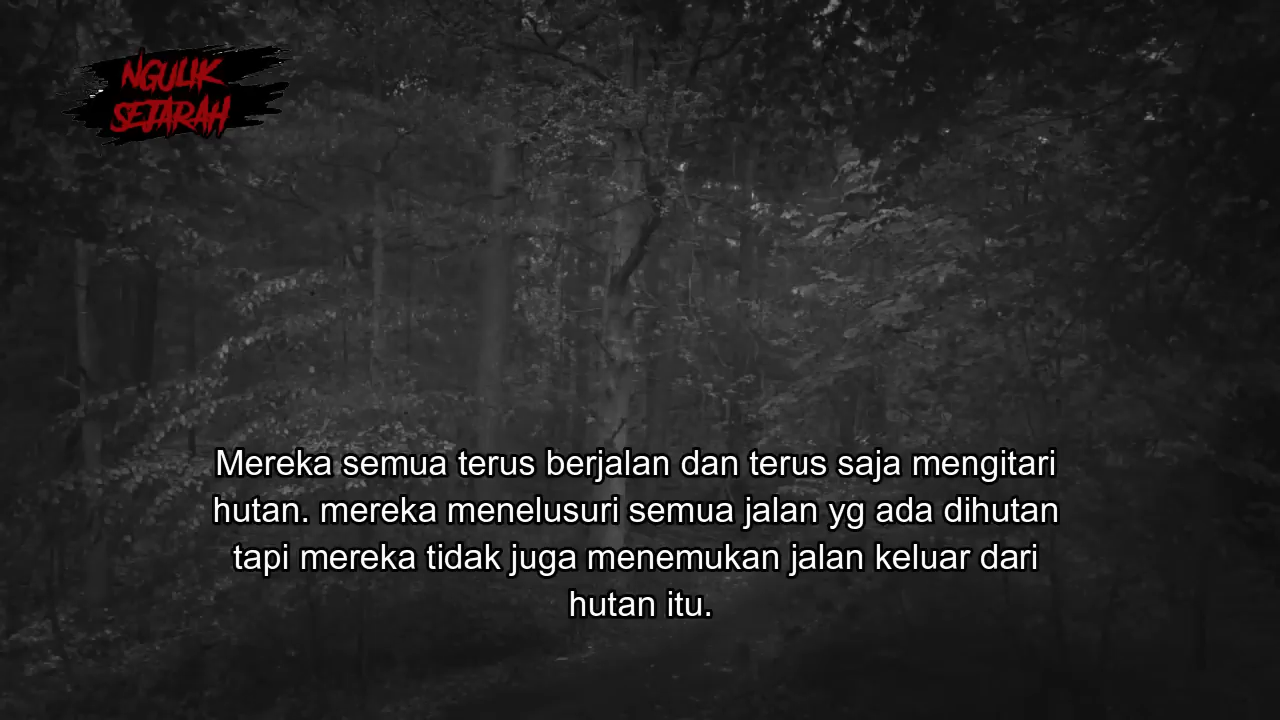 NGULIK
SEJARAH
Mereka semua terus berjalan dan terus saja mengitari
hutan. mereka menelusuri semua jalan yg ada dihutan
tapi mereka tidak juga menemukan jalan keluar dari
hutan itu.